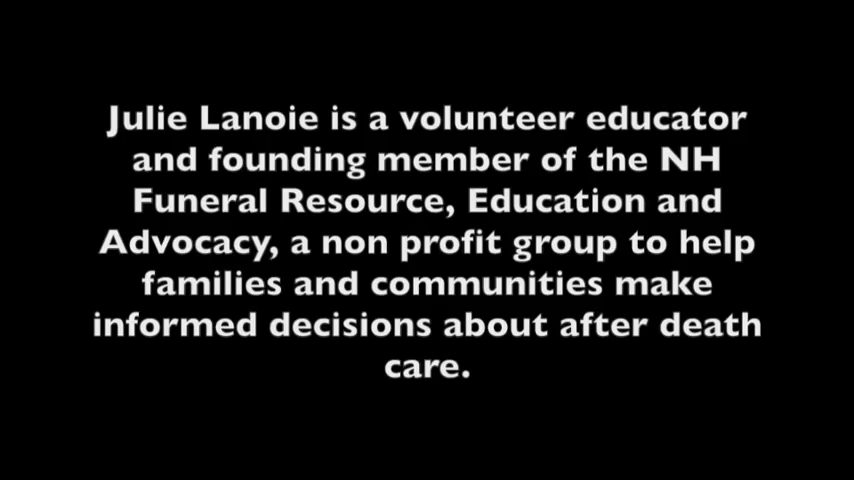 Julie Lanoie is a volunteer educator
and founding member of the NH
Funeral Resource, Education and
Advocacy, a non profit group to help
families and communities make
informed decisions about after death
care.